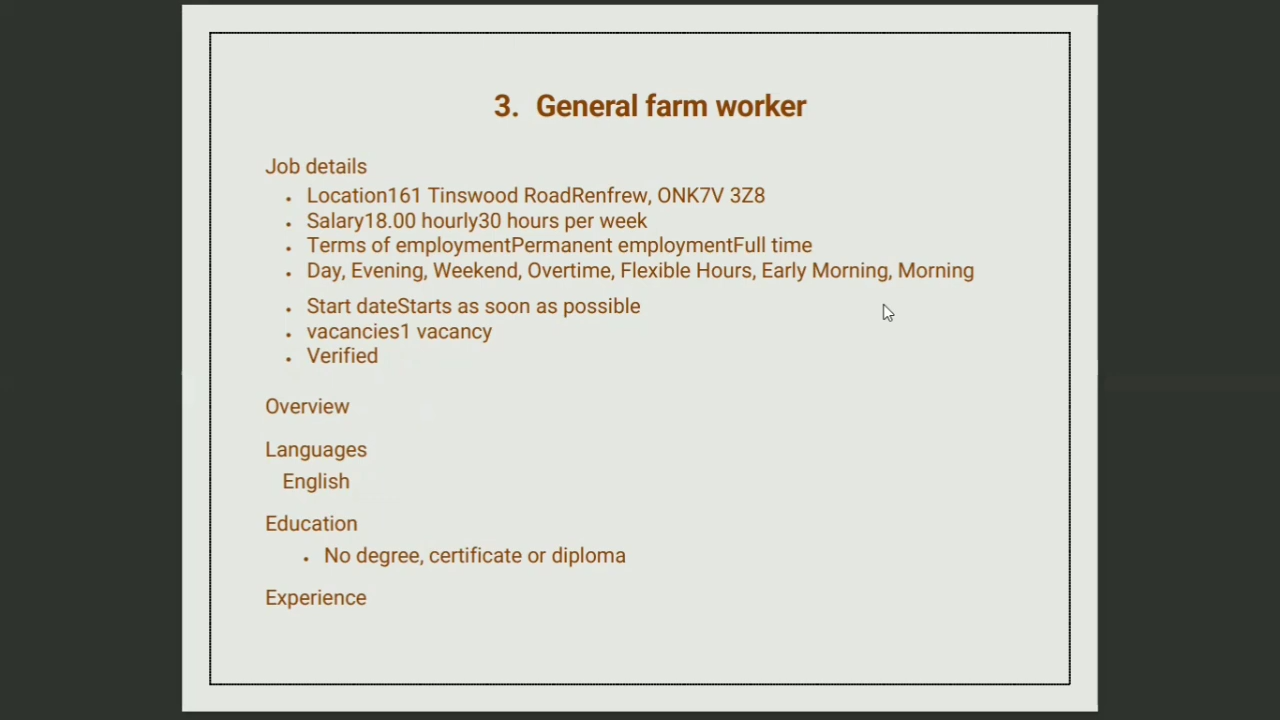 3. General farm worker
Job details
• Location161 Tinswood RoadRenfrew, ONK7V 3Z8
• Salary18.00 hourly30 hours per week
• Terms of employmentPermanent employmentFull time
• Day, Evening, Weekend, Overtime, Flexible Hours, Early Morning, Morning
• Start dateStarts as soon as possible
• vacancies1 vacancy
• Verified
Overview
Languages
English
Education
• No degree, certificate or diploma
Experience